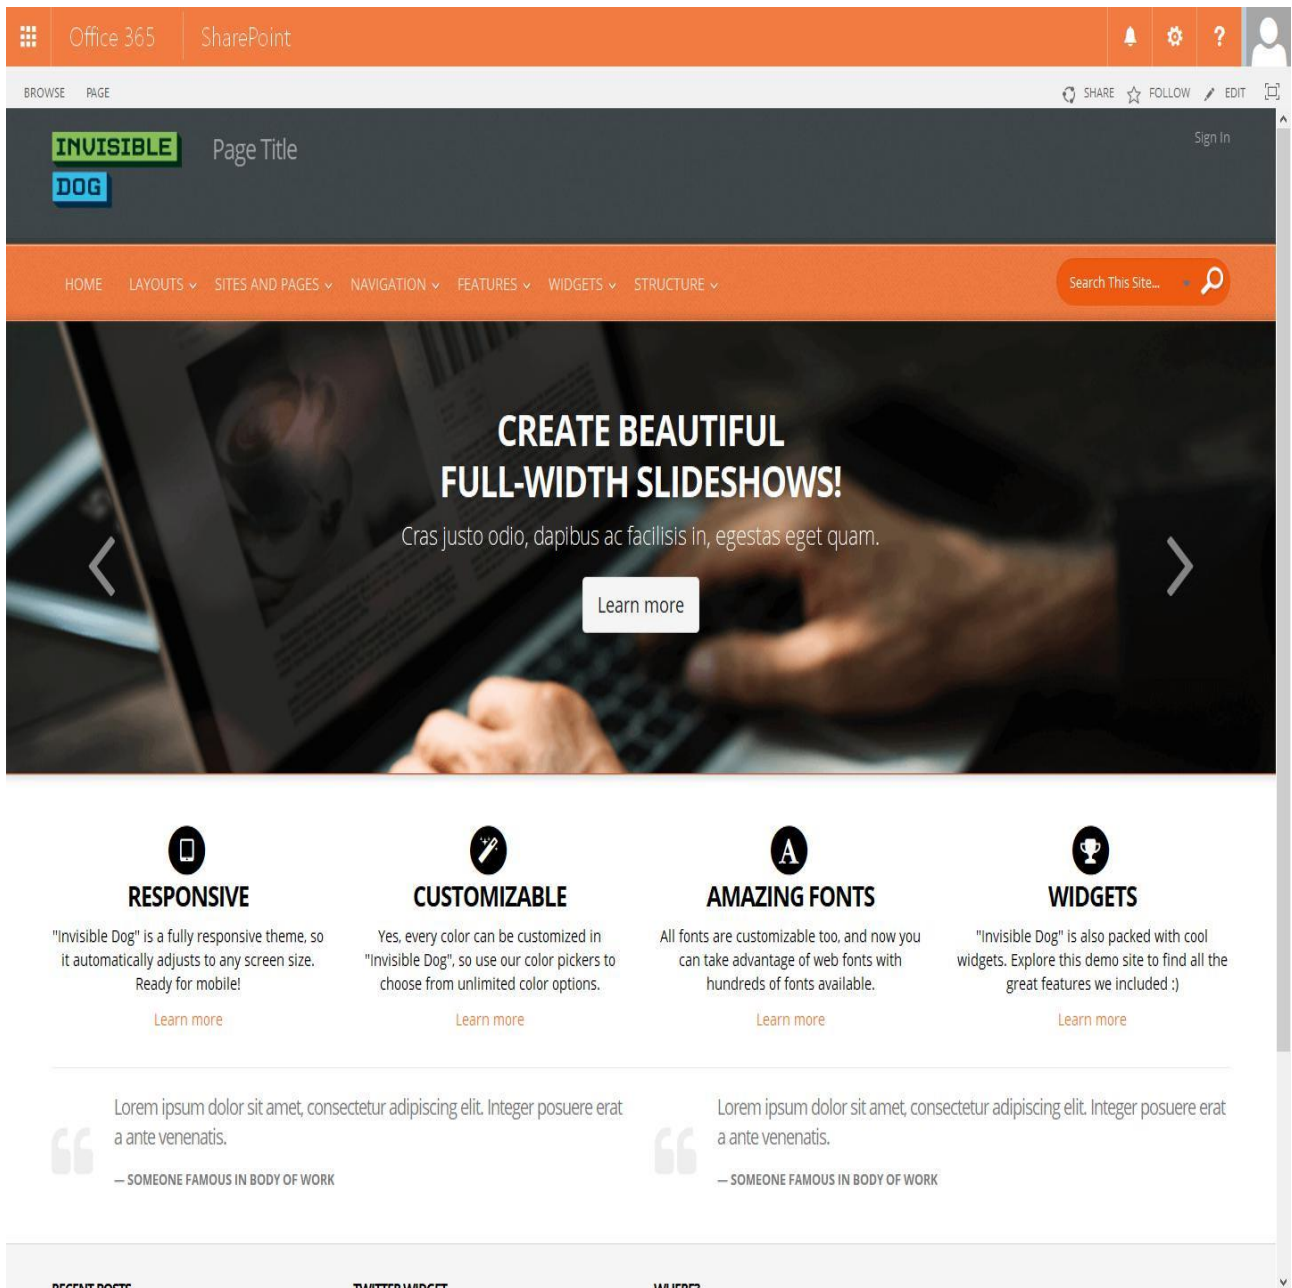 Office 365
SharePoint
BROWSE PAGE
SHARE FOLLOW EDIT
INVISIBLE
DOG
Page Title
Sign In
HOME LAYOUTS SITES AND PAGES NAVIGATION FEATURES WIDGETS STRUCTURE
Search This Site...
CREATE BEAUTIFUL
FULL-WIDTH SLIDESHOWS!
Cras justo odio, dapibus ac facilisis in, egestas eget quam.
Learn more
RESPONSIVE
"Invisible Dog" is a fully responsive theme, so
it automatically adjusts to any screen size.
Ready for mobile!
Learn more
CUSTOMIZABLE
Yes, every color can be customized in
"Invisible Dog", so use our color pickers to
choose from unlimited color options.
Learn more
AMAZING FONTS
All fonts are customizable too, and now you
can take advantage of web fonts with
hundreds of fonts available.
Learn more
WIDGETS
"Invisible Dog" is also packed with cool
widgets. Explore this demo site to find all the
great features we included :)
Learn more
Lorem ipsum dolor sit amet, consectetur adipiscing elit. Integer posuere erat
a ante venenatis.
— SOMEONE FAMOUS IN BODY OF WORK
Lorem ipsum dolor sit amet, consectetur adipiscing elit. Integer posuere erat
a ante venenatis.
— SOMEONE FAMOUS IN BODY OF WORK
RECENT POSTS
TWITTER WIDGET
WHERE?